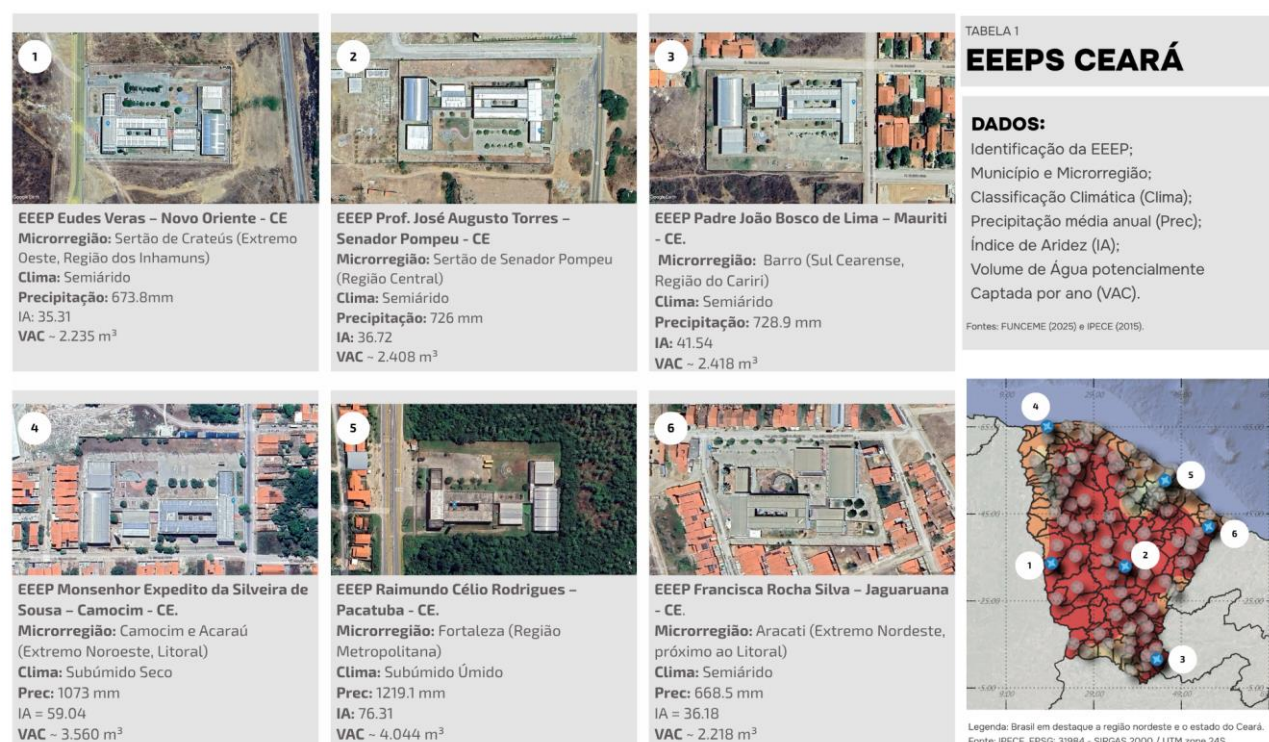 TABELA 1
EEEPS CEARÁ
DADOS:
Identificação da EEEP;
Município e Microrregião;
Classificação Climática (Clima);
Precipitação média anual (Prec);
Índice de Aridez (IA);
Volume de Água potencialmente
Captada por ano (VAC).
Fontes: FUNCEME (2025) e IPECE (2015).
1
EEEP Eudes Veras – Novo Oriente - CE
Microrregião: Sertão de Crateús (Extremo
Oeste, Região dos Inhamuns)
Clima: Semiárido
Precipitação: 673.8mm
IA: 35.31
VAC ~ 2.235 m³
2
EEEP Prof. José Augusto Torres –
Senador Pompeu - CE
Microrregião: Sertão de Senador Pompeu
(Região Central)
Clima: Semiárido
Precipitação: 726 mm
IA: 36.72
VAC ~ 2.408 m³
3
EEEP Padre João Bosco de Lima – Mauriti
- CE.
Microrregião: Barro (Sul Cearense,
Região do Cariri)
Clima: Semiárido
Precipitação: 728.9 mm
IA: 41.54
VAC ~ 2.418 m³
4
EEEP Monsenhor Expedito da Silveira de
Sousa – Camocim - CE.
Microrregião: Camocim e Acaraú
(Extremo Noroeste, Litoral)
Clima: Subúmido Seco
Prec: 1073 mm
IA = 59.04
VAC ~ 3.560 m³
5
EEEP Raimundo Célio Rodrigues –
Pacatuba - CE.
Microrregião: Fortaleza (Região
Metropolitana)
Clima: Subúmido Úmido
Prec: 1219.1 mm
IA: 76.31
VAC ~ 4.044 m³
6
EEEP Francisca Rocha Silva – Jaguaruana
- CE.
Microrregião: Aracati (Extremo Nordeste,
próximo ao Litoral)
Clima: Semiárido
Prec: 668.5 mm
IA = 36.18
VAC ~ 2.218 m³
4
5
6
1
2
3
Legenda: Brasil em destaque a região nordeste e o estado do Ceará.
Fonte: IPECE, EPSG: 31984 - SIRGAS 2000 / UTM zone 24S